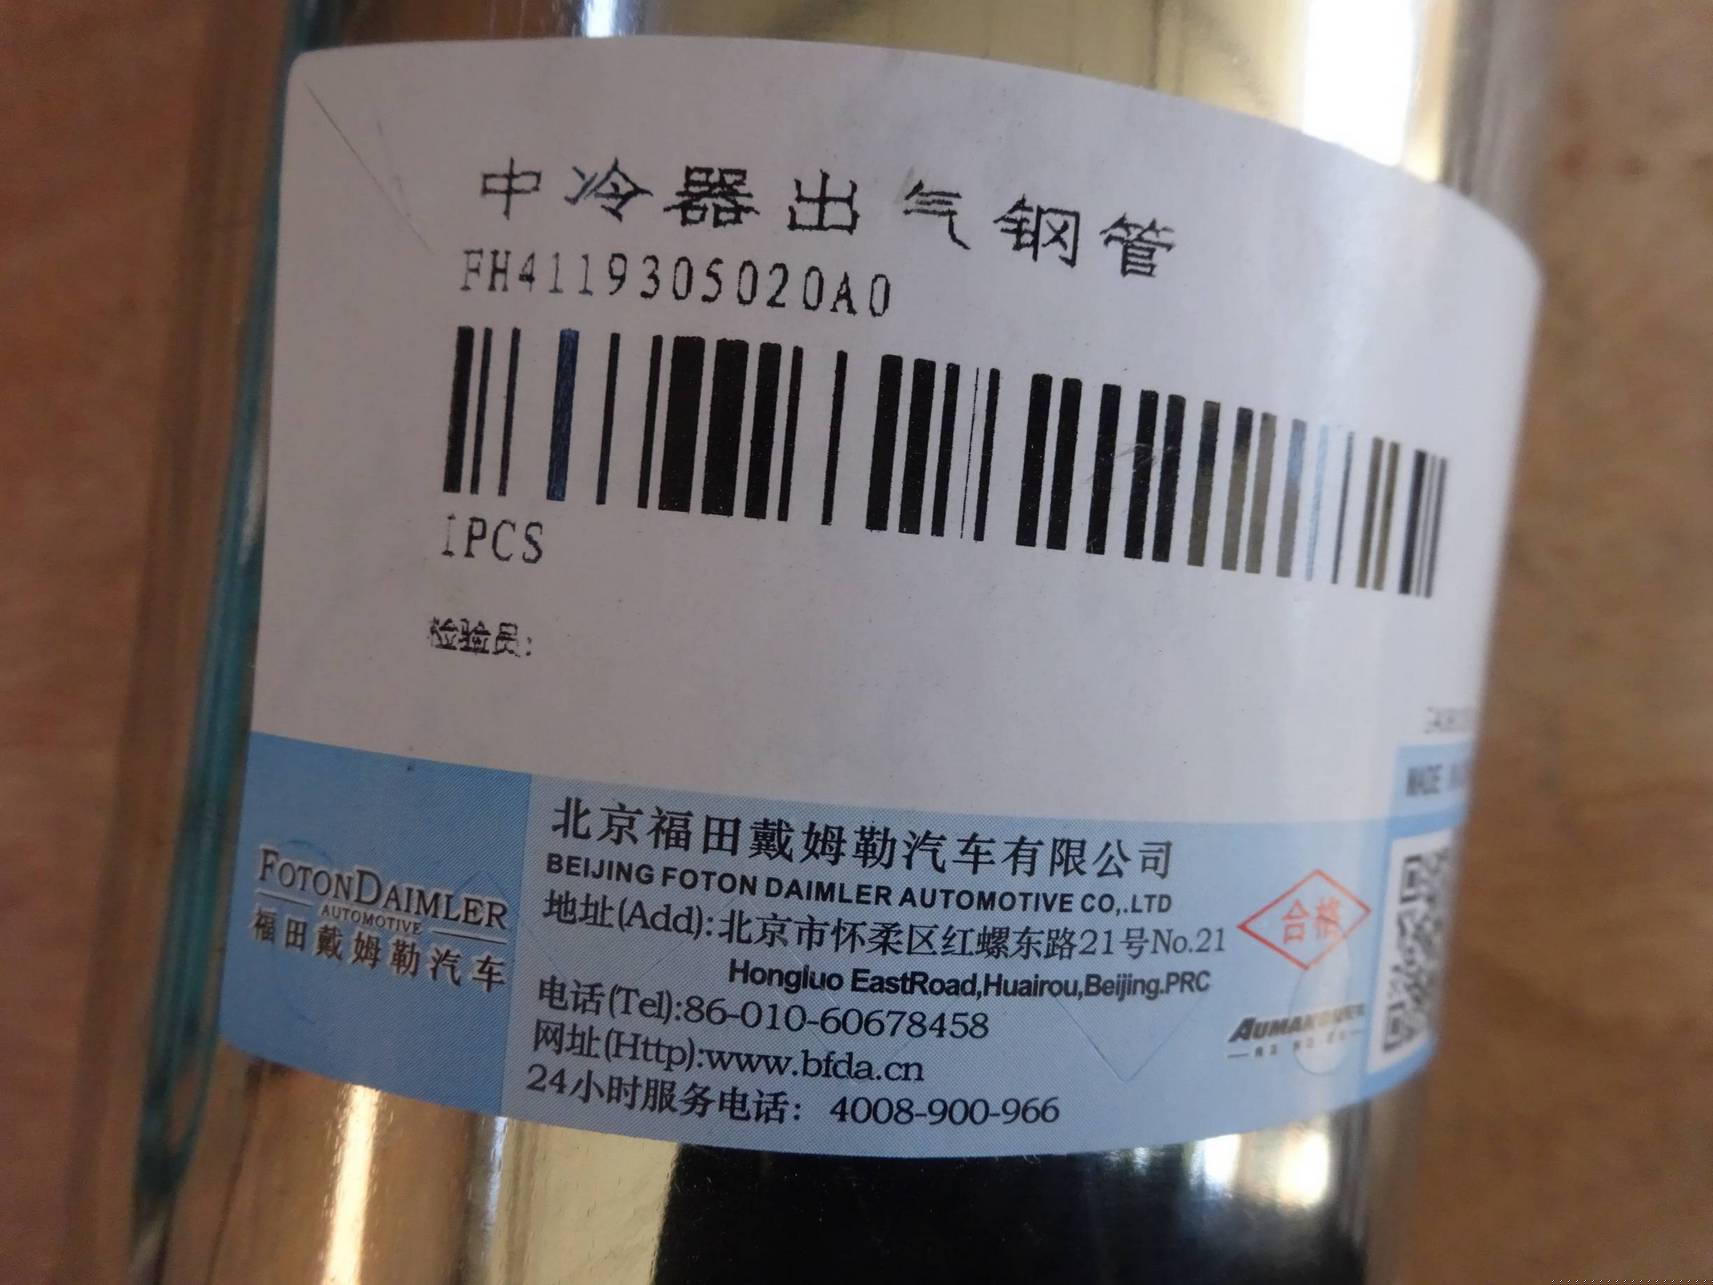 中冷器出气钢管
FH4119305020A0
1PCS
检验员:
MADE
FOTONDAIMLER
AUTOMOTIVE
福田戴姆勒汽车
北京福田戴姆勒汽车有限公司
BEIJING FOTON DAIMLER AUTOMOTIVE CO,.LTD
地址(Add):北京市怀柔区红螺东路21号No.21
Hongluo EastRoad,Huairou,Beijing.PRC
电话(Tel):86-010-60678458
网址(Http):www.bfda.cn
24小时服务电话：4008-900-966
合格